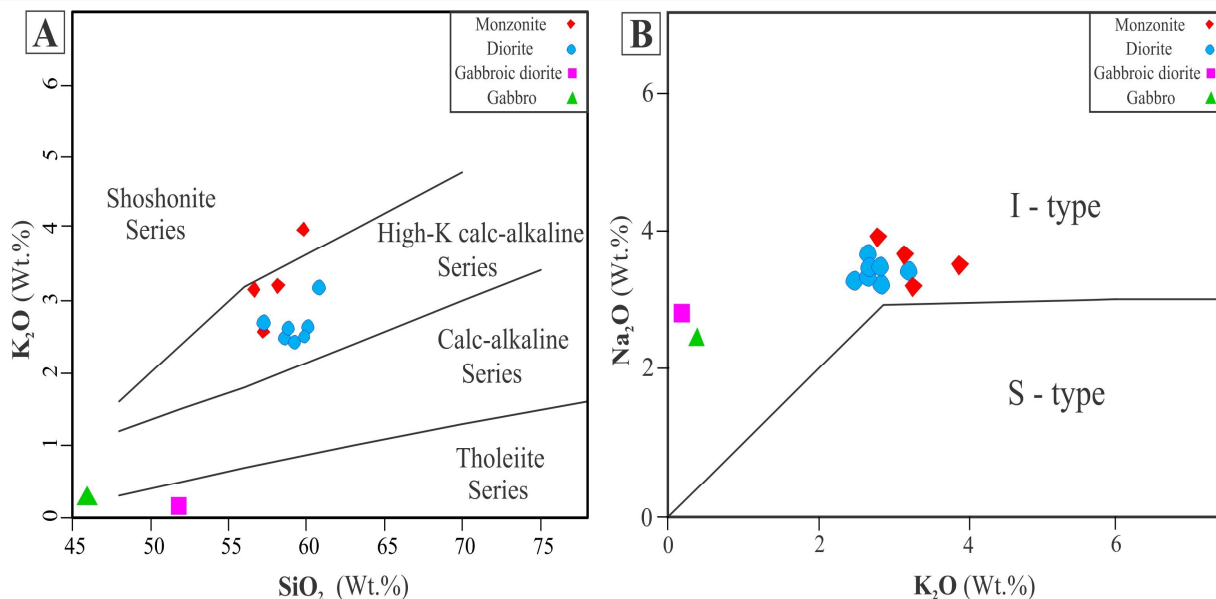 A
Monzonite
Diorite
Gabbroic diorite
Gabbro
Shoshonite
Series
High-K calc-alkaline
Series
Calc-alkaline
Series
Tholeiite
Series
K₂O (Wt.%)
6
5
4
3
2
1
0
45
50
55
60
65
70
75
SiO₂ (Wt.%)
B
Monzonite
Diorite
Gabbroic diorite
Gabbro
I - type
S - type
Na₂O (Wt.%)
6
4
2
0
0
2
4
6
K₂O (Wt.%)